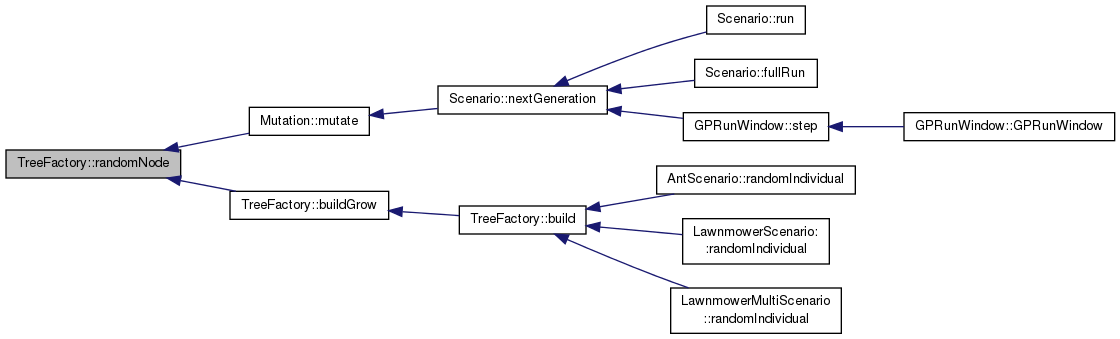 Scenario::run
Scenario::fullRun
Scenario::nextGeneration
Mutation::mutate
GPRunWindow::step
GPRunWindow::GPRunWindow
TreeFactory::randomNode
AntScenario::randomIndividual
TreeFactory::buildGrow
TreeFactory::build
LawnmowerScenario:
:randomIndividual
LawnmowerMultiScenario
::randomIndividual